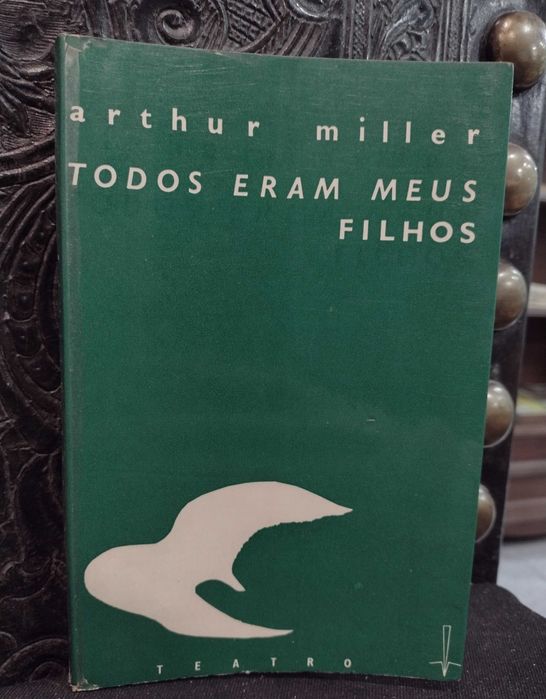 arthur miller
TODOS ERAM MEUS
FILHOS
TEATRO